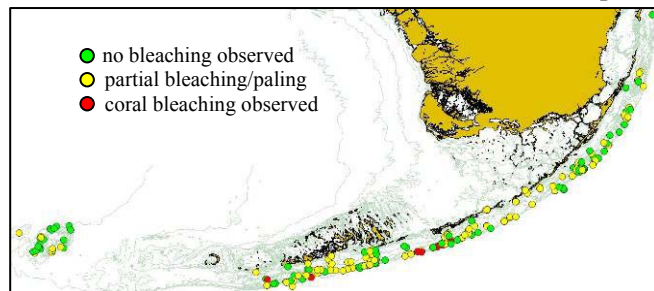 no bleaching observed
partial bleaching/paling
coral bleaching observed